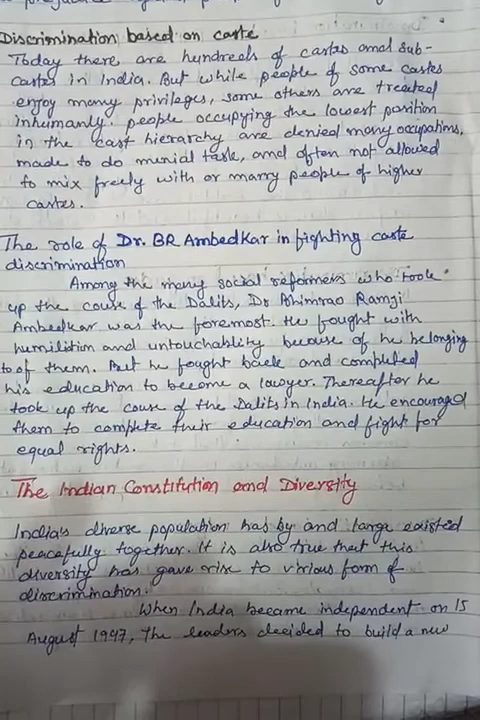 Discrimination based on caste
Today there are hundreds of castes and sub-
castes in India. But while people of some castes
enjoy many privileges, some others are treated
inhumanly. people occupying the lowest position
in the cast hierarchy are denied many occupations,
made to do menial task, and often not allowed
to mix freely with or marry people of higher
castes.
The role of Dr. BR Ambedkar in fighting caste
discrimination
Among the many social reformers who took
up the couse of the Dalits, Dr Bhimrao Ramji
Ambedkar was the foremost. He fought with
humilition and untouchablity because of he belonging
to of them. But he fought back and completed
his education to become a lawyer. Thereafter he
took up the couse of the Dalits in India. He encouraged
them to complete their education and fight for
equal rights.
The Indian Constitution and Diversity
India's diverse population has by and large existed
peacefully together. It is also true that this
diversity has gave rise to virious form of
discrimination.
When India became independent on 15
August 1947, The leaders decided to build a new